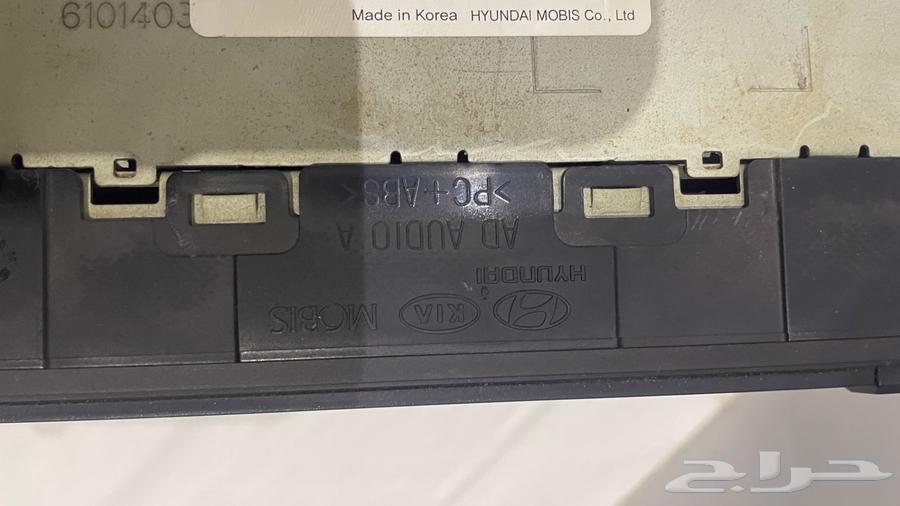 6101403
Made in Korea HYUNDAI MOBIS Co., Ltd
>PC+ABS<
AD AUDIO A
HYUNDAI
KIA MOBIS
حراج